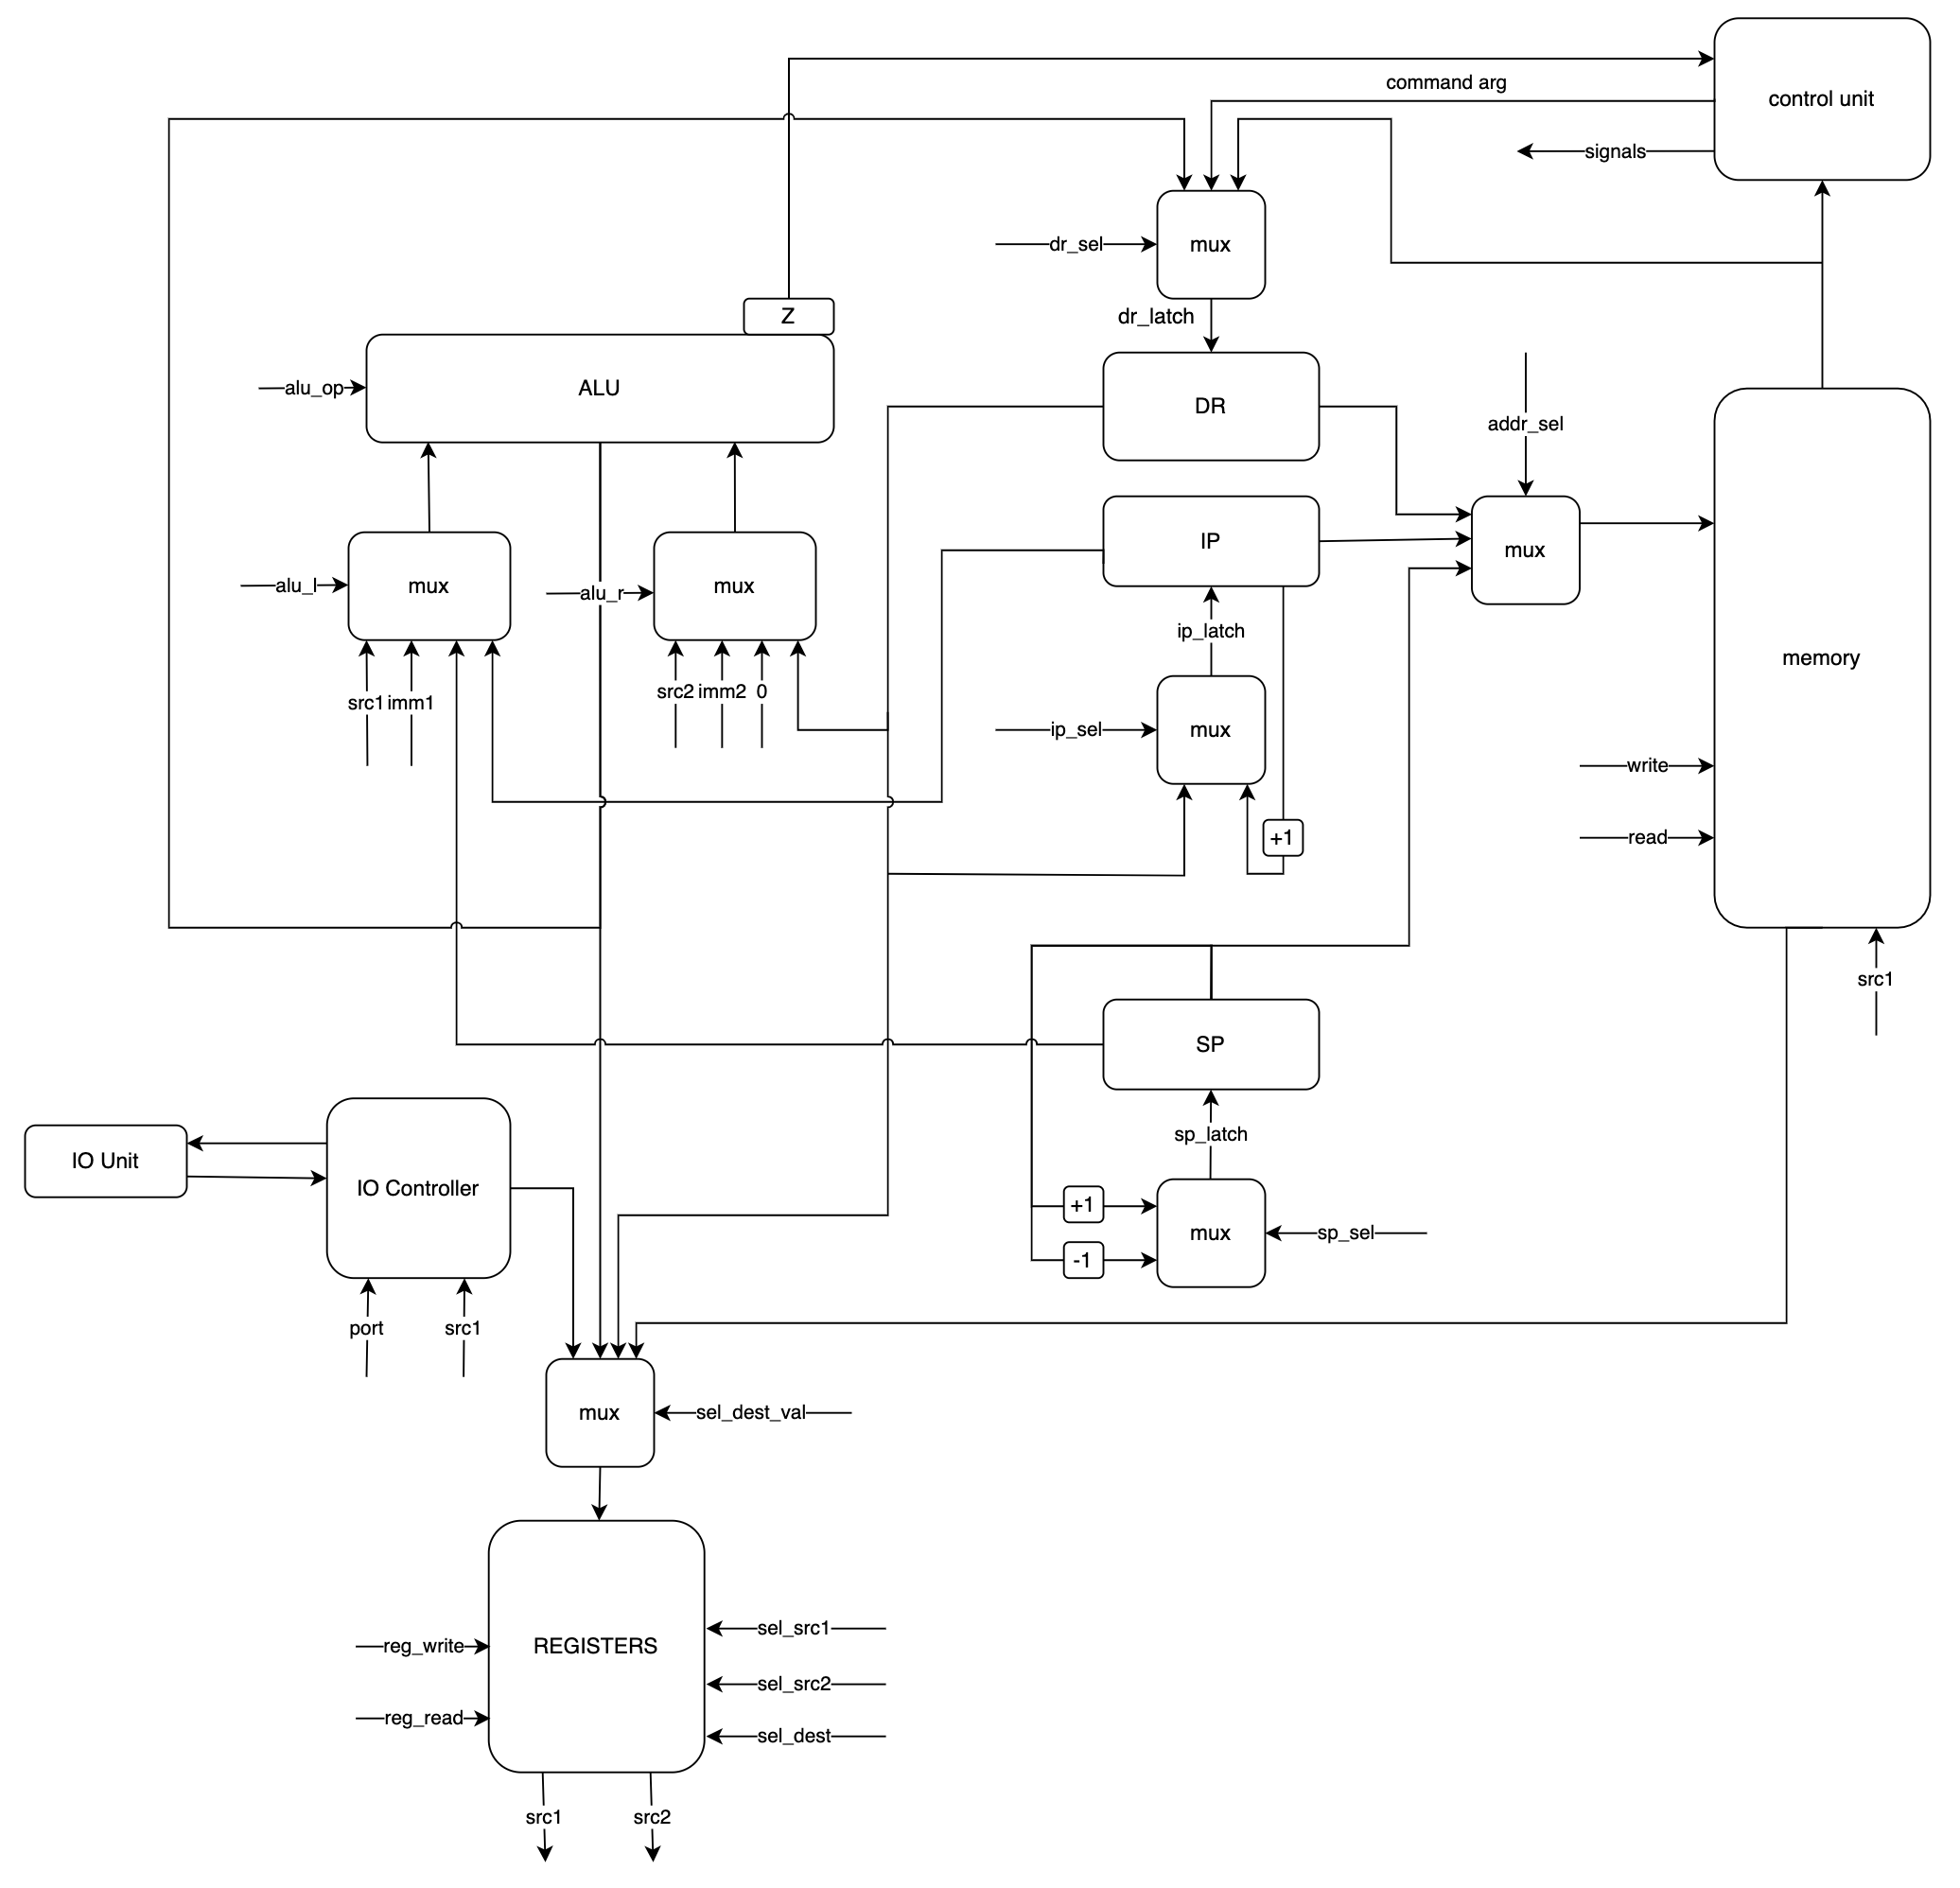 control unit
command arg
signals
dr_sel
mux
dr_latch
Z
alu_op
ALU
DR
addr_sel
IP
mux
alu_l
mux
alu_r
mux
ip_latch
memory
src1
imm1
src2
imm2
0
ip_sel
mux
write
+1
read
src1
SP
sp_latch
IO Unit
IO Controller
+1
mux
sp_sel
-1
port
src1
mux
sel_dest_val
REGISTERS
reg_write
sel_src1
sel_src2
reg_read
sel_dest
src1
src2